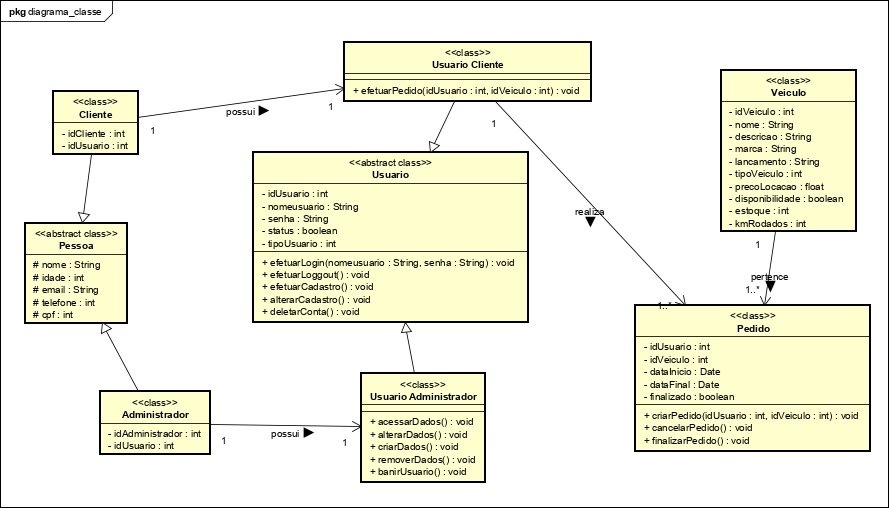 pkg diagrama_classe
<<class>>
Usuario Cliente
+ efetuarPedido(idUsuario : int, idVeiculo : int) : void
<<class>>
Cliente
- idCliente : int
- idUsuario : int
1
possui
1
<<class>>
Veiculo
- idVeiculo : int
- nome : String
- descricao : String
- marca : String
- lancamento : String
- tipoVeiculo : int
- precoLocacao : float
- disponibilidade : boolean
- estoque : int
- kmRodados : int
<<abstract class>>
Usuario
- idUsuario : int
- nomeusuario : String
- senha : String
- status : boolean
- tipoUsuario : int
+ efetuarLogin(nomeusuario : String, senha : String) : void
+ efetuarLoggout() : void
+ efetuarCadastro() : void
+ alterarCadastro() : void
+ deletarConta() : void
1
realiza
1..*
<<abstract class>>
Pessoa
# nome : String
# idade : int
# email : String
# telefone : int
# cpf : int
1
pertence
1..*
<<class>>
Pedido
- idUsuario : int
- idVeiculo : int
- dataInicio : Date
- dataFinal : Date
- finalizado : boolean
+ criarPedido(idUsuario : int, idVeiculo : int) : void
+ cancelarPedido() : void
+ finalizarPedido() : void
<<class>>
Administrador
- idAdministrador : int
- idUsuario : int
1
possui
1
<<class>>
Usuario Administrador
+ acessarDados() : void
+ alterarDados() : void
+ criarDados() : void
+ removerDados() : void
+ banirUsuario() : void